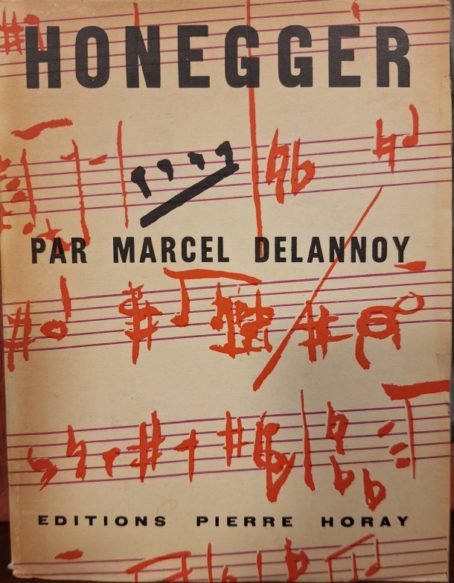 HONEGGER
PAR MARCEL DELANNOY
EDITIONS PIERRE HORAY